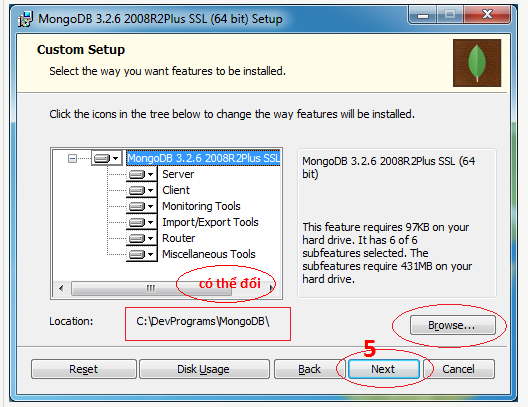 MongoDB 3.2.6 2008R2Plus SSL (64 bit) Setup
Custom Setup
Select the way you want features to be installed.
Click the icons in the tree below to change the way features will be installed.
MongoDB 3.2.6 2008R2Plus SSL
Server
Client
Monitoring Tools
Import/Export Tools
Router
Miscellaneous Tools
có thể đổi
MongoDB 3.2.6 2008R2Plus SSL (64
bit)
This feature requires 97KB on your
hard drive. It has 6 of 6
subfeatures selected. The
subfeatures require 431MB on your
hard drive.
Location:
C:\DevPrograms\MongoDB\
Browse...
5
Reset
Disk Usage
Back
Next
Cancel